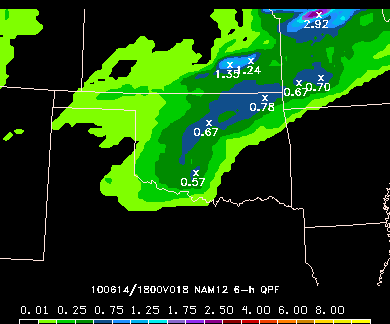 x
2.92
x x
1.35 1.24
x x
0.67 0.70
x
0.78
x
0.67
x
0.57
100614/1800V018 NAM12 6-h QPF
0.01 0.25 0.75 1.25 1.75 2.50 4.00 6.00 8.00